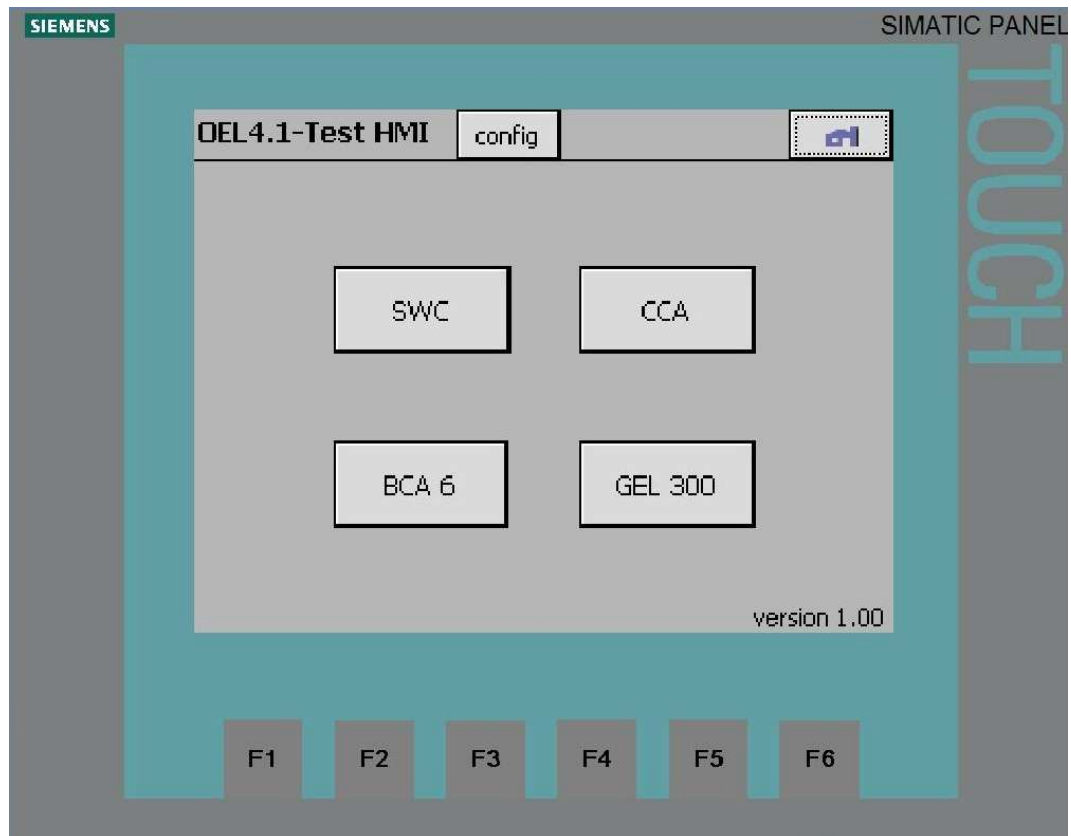 SIEMENS
SIMATIC PANEL
TOUCH
OEL4.1-Test HMI
config
SWC
CCA
BCA 6
GEL 300
version 1.00
F1
F2
F3
F4
F5
F6